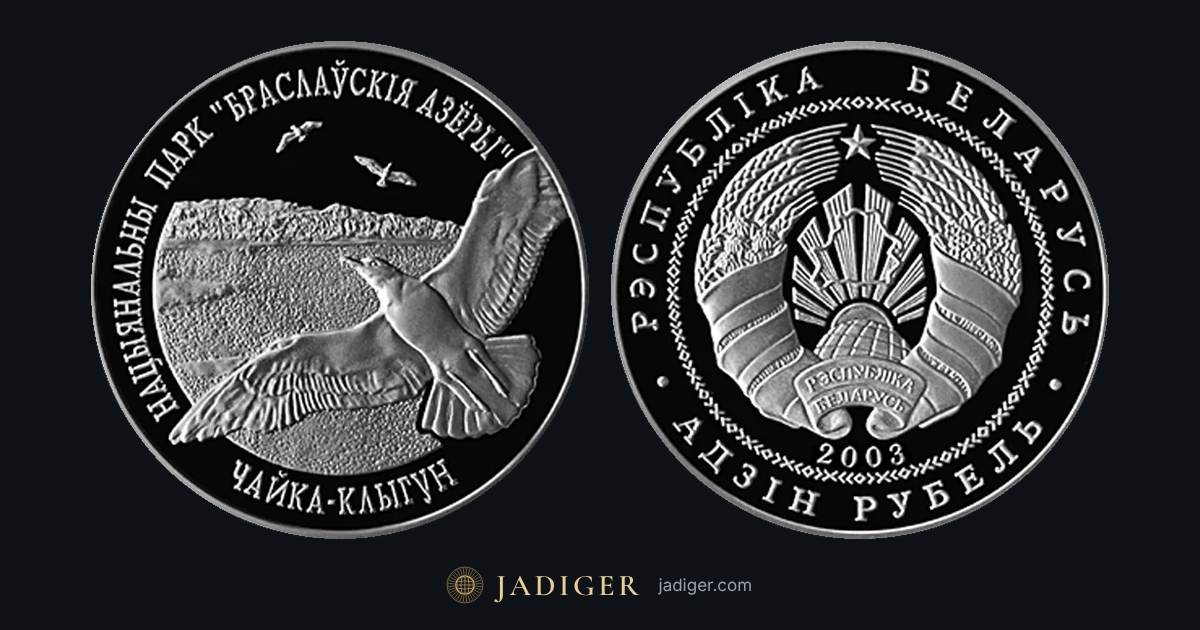 НАЦЫЯНАЛЬНЫ ПАРК "БРАСЛАЎСКІЯ АЗЁРЫ"
ЧАЙКА-КЛЫГУН
РЭСПУБЛІКА БЕЛАРУСЬ
РЭСПУБЛІКА
БЕЛАРУСЬ
2003
• АДЗІН РУБЕЛЬ •
JADIGER jadiger.com